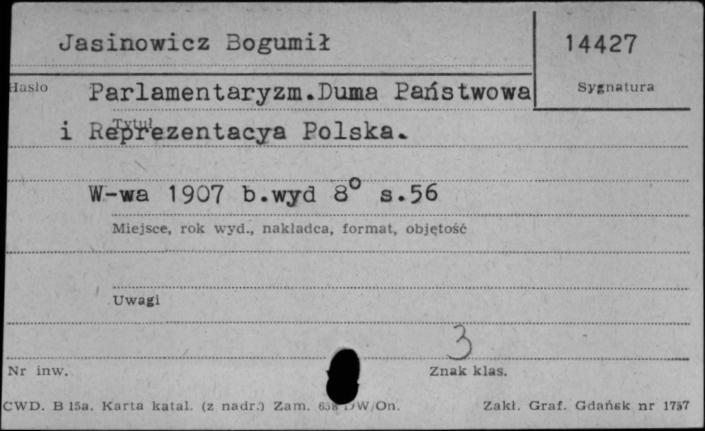 Jasinowicz Bogumił
14427
Hasło
Sygnatura
Parlamentaryzm.Duma Państwowa
Tytuł
i Reprezentacya Polska.
W-wa 1907 b.wyd 8° s.56
Miejsce, rok wyd., nakładca, format, objętość
Uwagi
3
Nr inw.
Znak klas.
CWD. B 15a. Karta katal. (z nadr.) Zam. DW/On.
Zakł. Graf. Gdańsk nr 1757